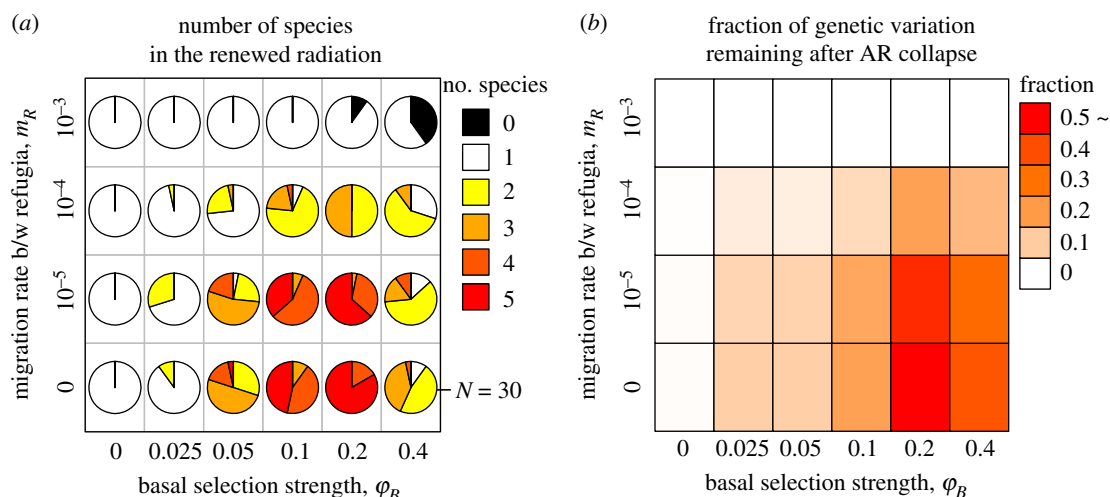 (a)
number of species
in the renewed radiation
no. species
0
1
2
3
4
5
migration rate b/w refugia, m_R
10⁻³
10⁻⁴
10⁻⁵
0
N = 30
0 0.025 0.05 0.1 0.2 0.4
basal selection strength, φ_B
(b)
fraction of genetic variation
remaining after AR collapse
fraction
0.5 ~
0.4
0.3
0.2
0.1
0
migration rate b/w refugia, m_R
10⁻³
10⁻⁴
10⁻⁵
0
0 0.025 0.05 0.1 0.2 0.4
basal selection strength, φ_B